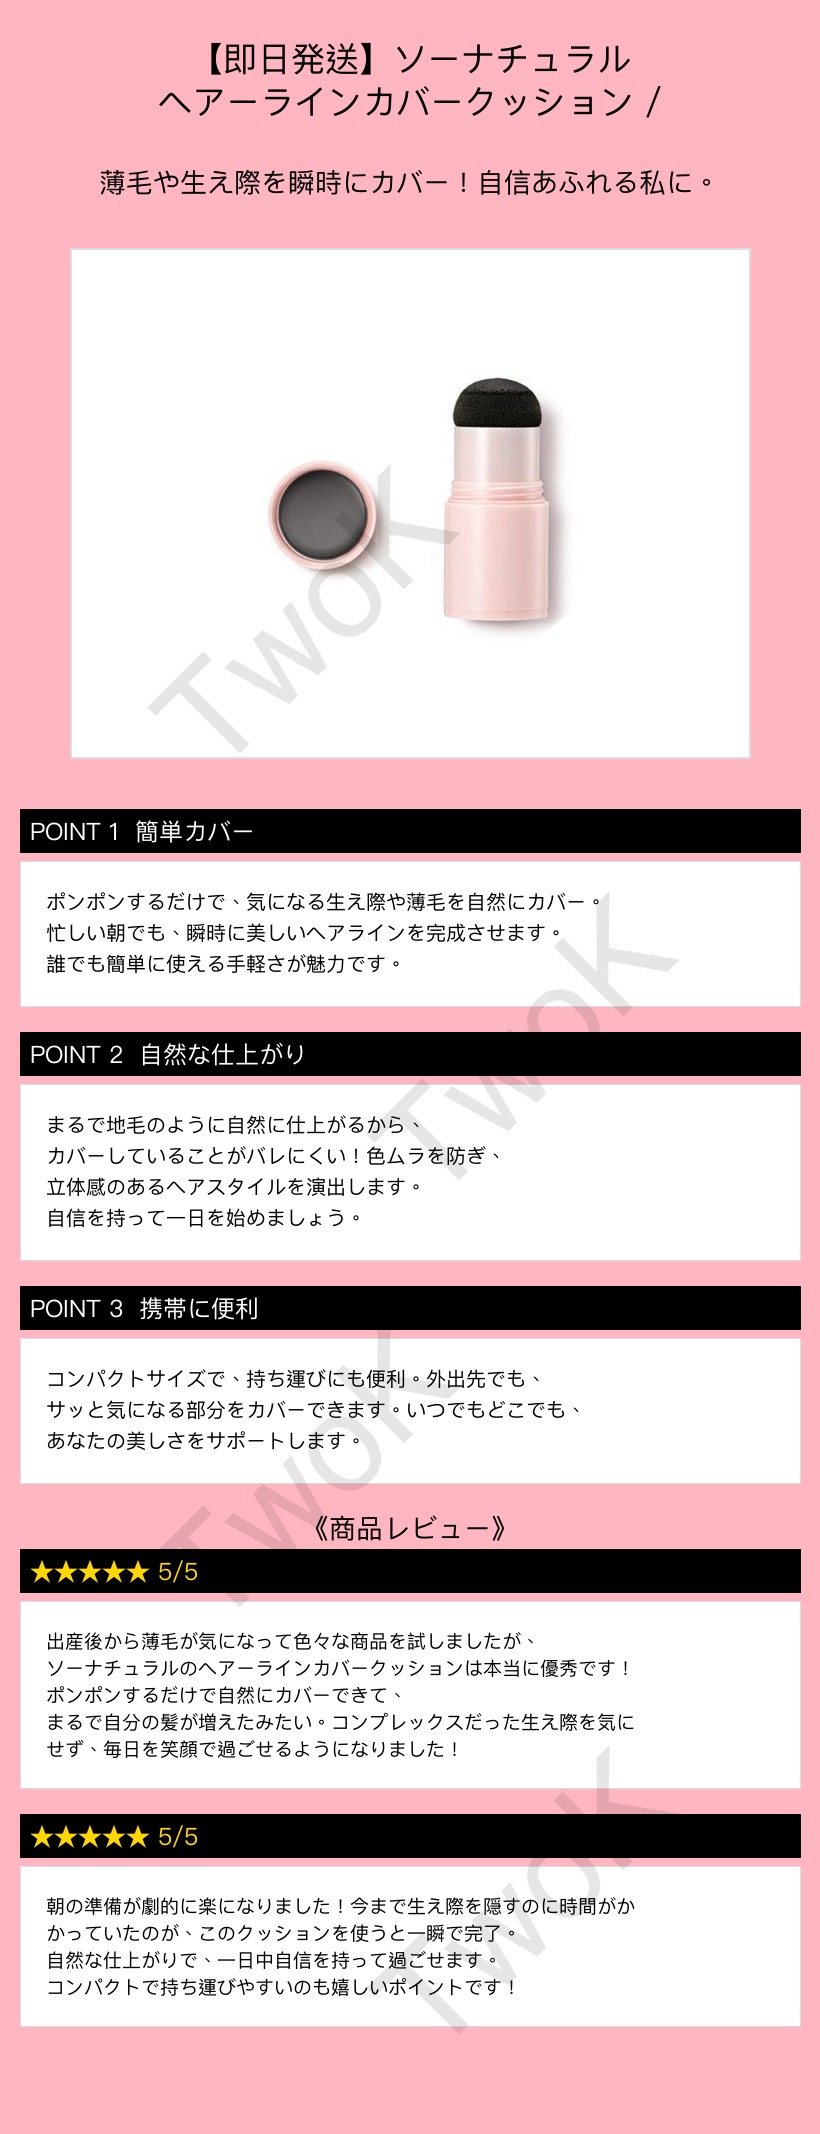 【即日発送】ソーナチュラル
ヘアーラインカバークッション /
薄毛や生え際を瞬時にカバー！自信あふれる私に。
TwoK
POINT 1 簡単カバー
ポンポンするだけで、気になる生え際や薄毛を自然にカバー。
忙しい朝でも、瞬時に美しいヘアラインを完成させます。
誰でも簡単に使える手軽さが魅力です。
TwoK
POINT 2 自然な仕上がり
まるで地毛のように自然に仕上がるから、
カバーしていることがバレにくい！色ムラを防ぎ、
立体感のあるヘアスタイルを演出します。
自信を持って一日を始めましょう。
POINT 3 携帯に便利
コンパクトサイズで、持ち運びにも便利。外出先でも、
サッと気になる部分をカバーできます。いつでもどこでも、
あなたの美しさをサポートします。
TwoK
《商品レビュー》
★★★★★ 5/5
出産後から薄毛が気になって色々な商品を試しましたが、
ソーナチュラルのヘアーラインカバークッションは本当に優秀です！
ポンポンするだけで自然にカバーできて、
まるで自分の髪が増えたみたい。コンプレックスだった生え際を気に
せず、毎日を笑顔で過ごせるようになりました！
★★★★★ 5/5
朝の準備が劇的に楽になりました！今まで生え際を隠すのに時間がか
かっていたのが、このクッションを使うと一瞬で完了。
自然な仕上がりで、一日中自信を持って過ごせます。
コンパクトで持ち運びやすいのも嬉しいポイントです！
TwoK